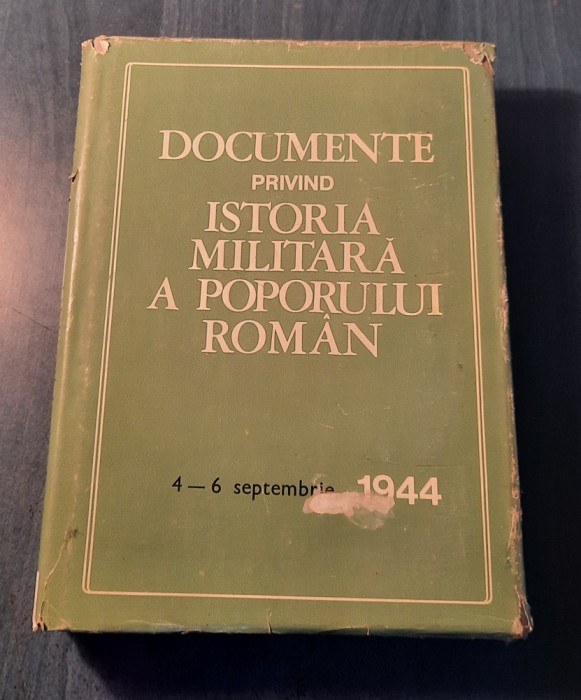 DOCUMENTE
PRIVIND
ISTORIA
MILITARĂ
A POPORULUI
ROMÂN
4 — 6 septembrie 1944